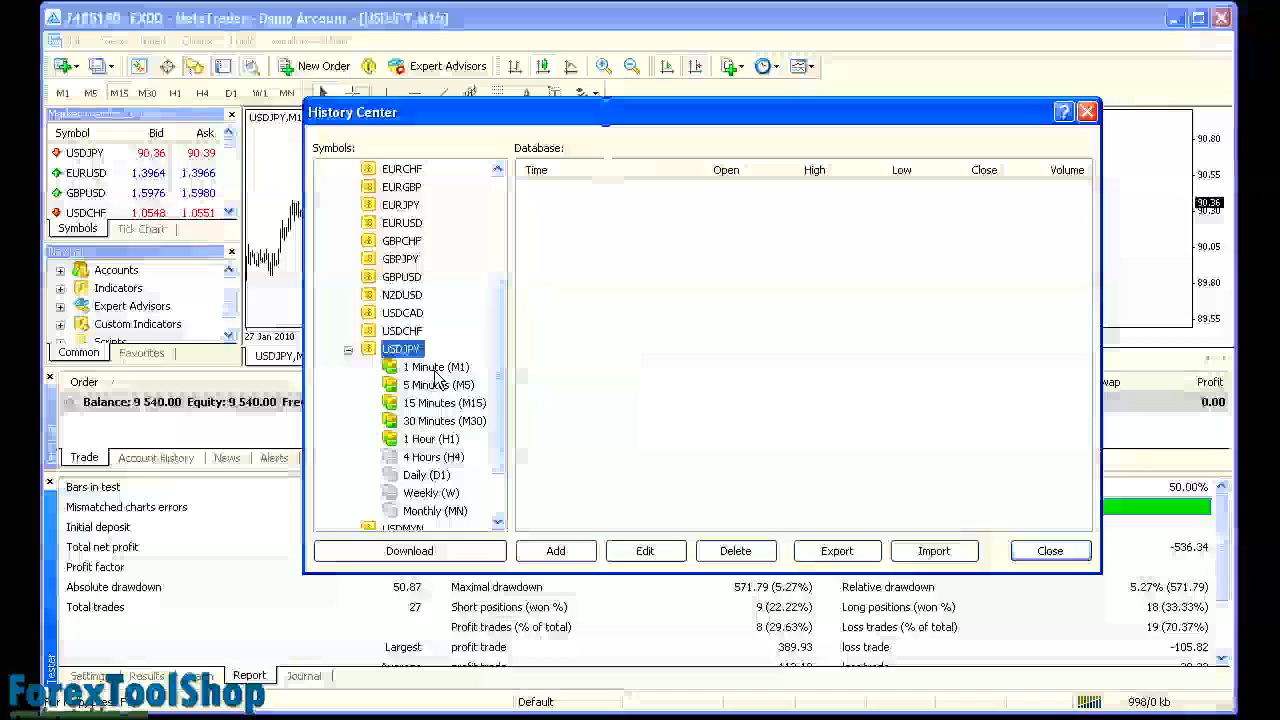 7485190: EXDD - MetaTrader - Demo Account - [USDJPY,M15]
New Order
Expert Advisors
M1 M5 M15 M30 H1 H4 D1 W1 MN
History Center
USDJPY,M1
Symbol Bid Ask
USDJPY 90.36 90.39
EURUSD 1.3964 1.3966
GBPUSD 1.5976 1.5980
USDCHF 1.0548 1.0551
Symbols Tick Chart
Accounts
Indicators
Expert Advisors
Custom Indicators
Scripts
Common Favorites
27 Jan 2010
USDJPY,M
90.80
90.55
90.36
90.30
90.05
89.80
89.55
Symbols:
EURCHF
EURGBP
EURJPY
EURUSD
GBPCHF
GBPJPY
GBPUSD
NZDUSD
USDCAD
USDCHF
USDJPY
1 Minute (M1)
5 Minutes (M5)
15 Minutes (M15)
30 Minutes (M30)
1 Hour (H1)
4 Hours (H4)
Daily (D1)
Weekly (W)
Monthly (MN)
USDMXN
Database:
Time Open High Low Close Volume
Download Add Edit Delete Export Import Close
Order Profit
Balance: 9 540.00 Equity: 9 540.00 Free 0.00
Trade Account History News Alerts
Bars in test 50.00%
Mismatched charts errors
Initial deposit
Total net profit -536.34
Profit factor
Absolute drawdown 50.87 Maximal drawdown 571.79 (5.27%) Relative drawdown 5.27% (571.79)
Total trades 27 Short positions (won %) 9 (22.22%) Long positions (won %) 18 (33.33%)
Profit trades (% of total) 8 (29.63%) Loss trades (% of total) 19 (70.37%)
Largest profit trade 389.93 loss trade -105.82
Tester
Settings Results Report Journal
ForexToolShop
Default 998/0 kb